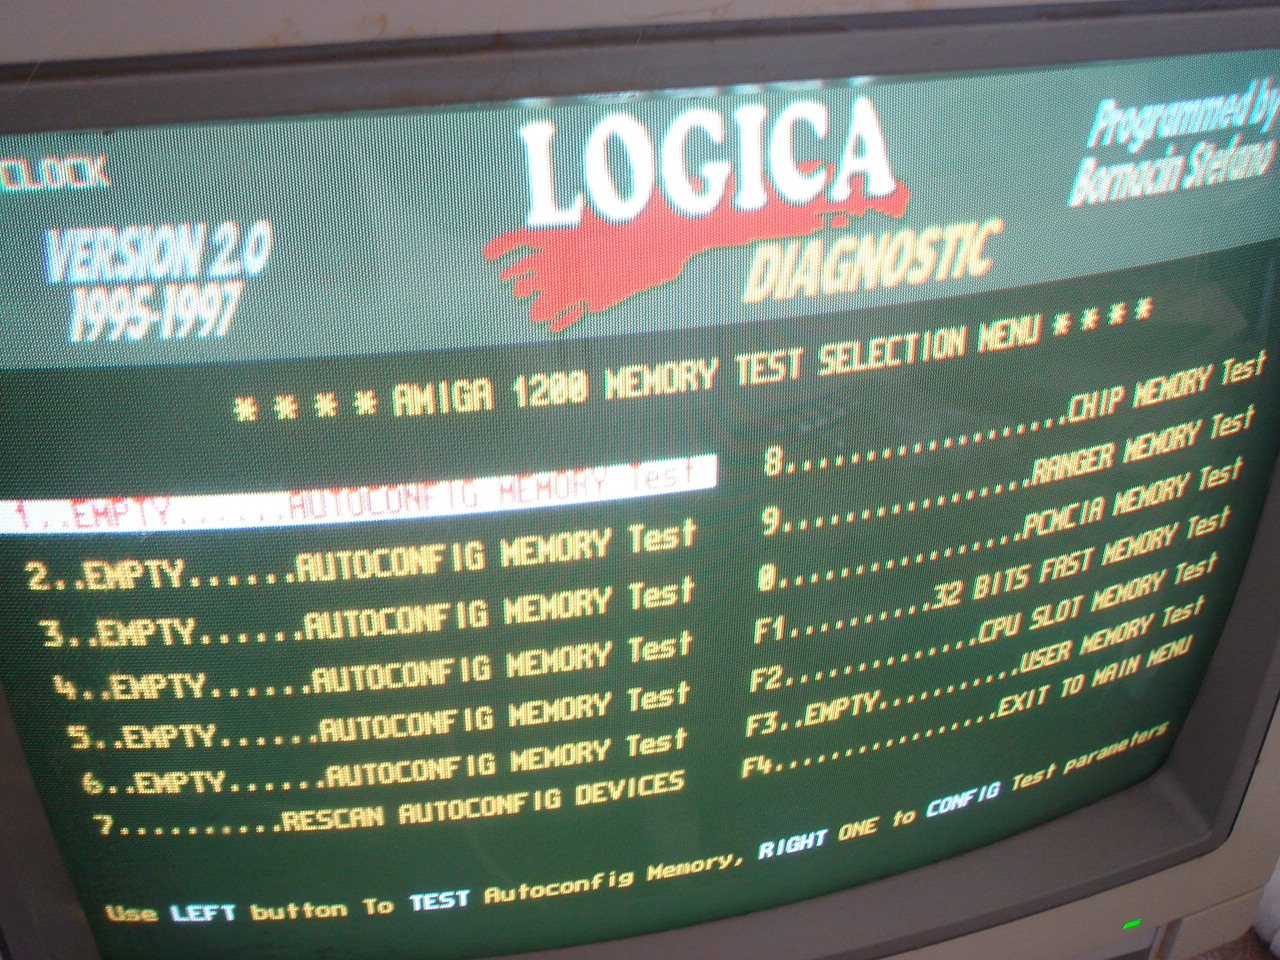 CLOCK
VERSION 2.0
1995-1997
LOGICA
DIAGNOSTIC
Programmed by
Bornacin Stefano
* * * * AMIGA 1200 MEMORY TEST SELECTION MENU * * * *
1..EMPTY......AUTOCONFIG MEMORY Test
2..EMPTY......AUTOCONFIG MEMORY Test
3..EMPTY......AUTOCONFIG MEMORY Test
4..EMPTY......AUTOCONFIG MEMORY Test
5..EMPTY......AUTOCONFIG MEMORY Test
6..EMPTY......AUTOCONFIG MEMORY Test
7..........RESCAN AUTOCONFIG DEVICES
8...................CHIP MEMORY Test
9.................RANGER MEMORY Test
0.................PCMCIA MEMORY Test
F1..........32 BITS FAST MEMORY Test
F2..............CPU SLOT MEMORY Test
F3..EMPTY..........USER MEMORY Test
F4................EXIT TO MAIN MENU
Use LEFT button To TEST Autoconfig Memory, RIGHT ONE to CONFIG Test parameters